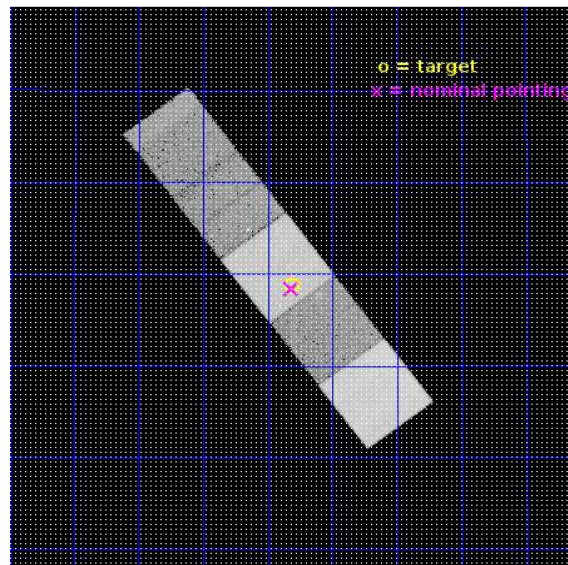 o = target
x = nominal pointing